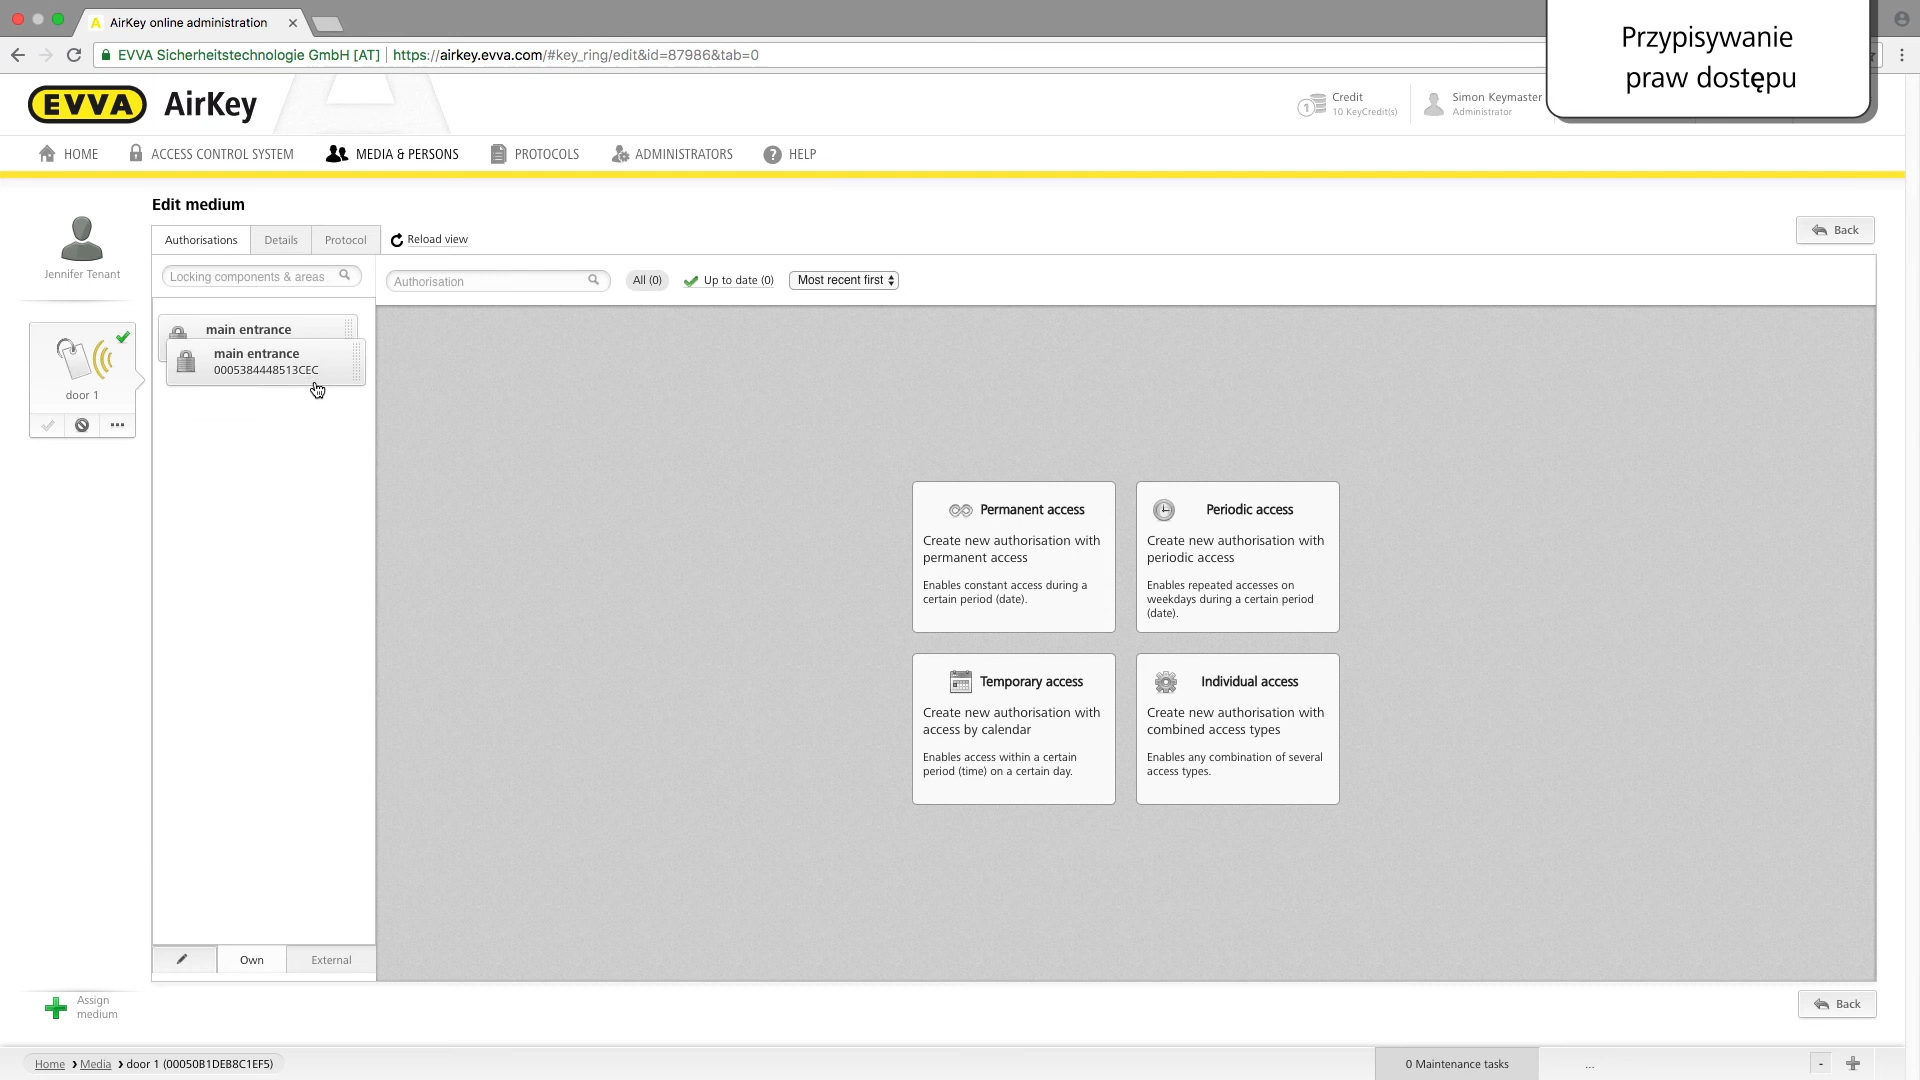 AirKey online administration
EVVA Sicherheitstechnologie GmbH [AT] https://airkey.evva.com/#key_ring/edit&id=87986&tab=0
Przypisywanie
praw dostępu
EVVA AirKey
Credit
10 KeyCredit(s)
Simon Keymaster
Administrator
HOME ACCESS CONTROL SYSTEM MEDIA & PERSONS PROTOCOLS ADMINISTRATORS HELP
Edit medium
Authorisations Details Protocol Reload view
Back
Jennifer Tenant
Locking components & areas
Authorisation
All (0) Up to date (0) Most recent first
main entrance
main entrance
0005384448513CEC
door 1
Permanent access
Create new authorisation with
permanent access
Enables constant access during a
certain period (date).
Periodic access
Create new authorisation with
periodic access
Enables repeated accesses on
weekdays during a certain period
(date).
Temporary access
Create new authorisation with
access by calendar
Enables access within a certain
period (time) on a certain day.
Individual access
Create new authorisation with
combined access types
Enables any combination of several
access types.
Own External
Assign
medium
Back
Home Media door 1 (00050B1DEB8C1EF5)
0 Maintenance tasks
...